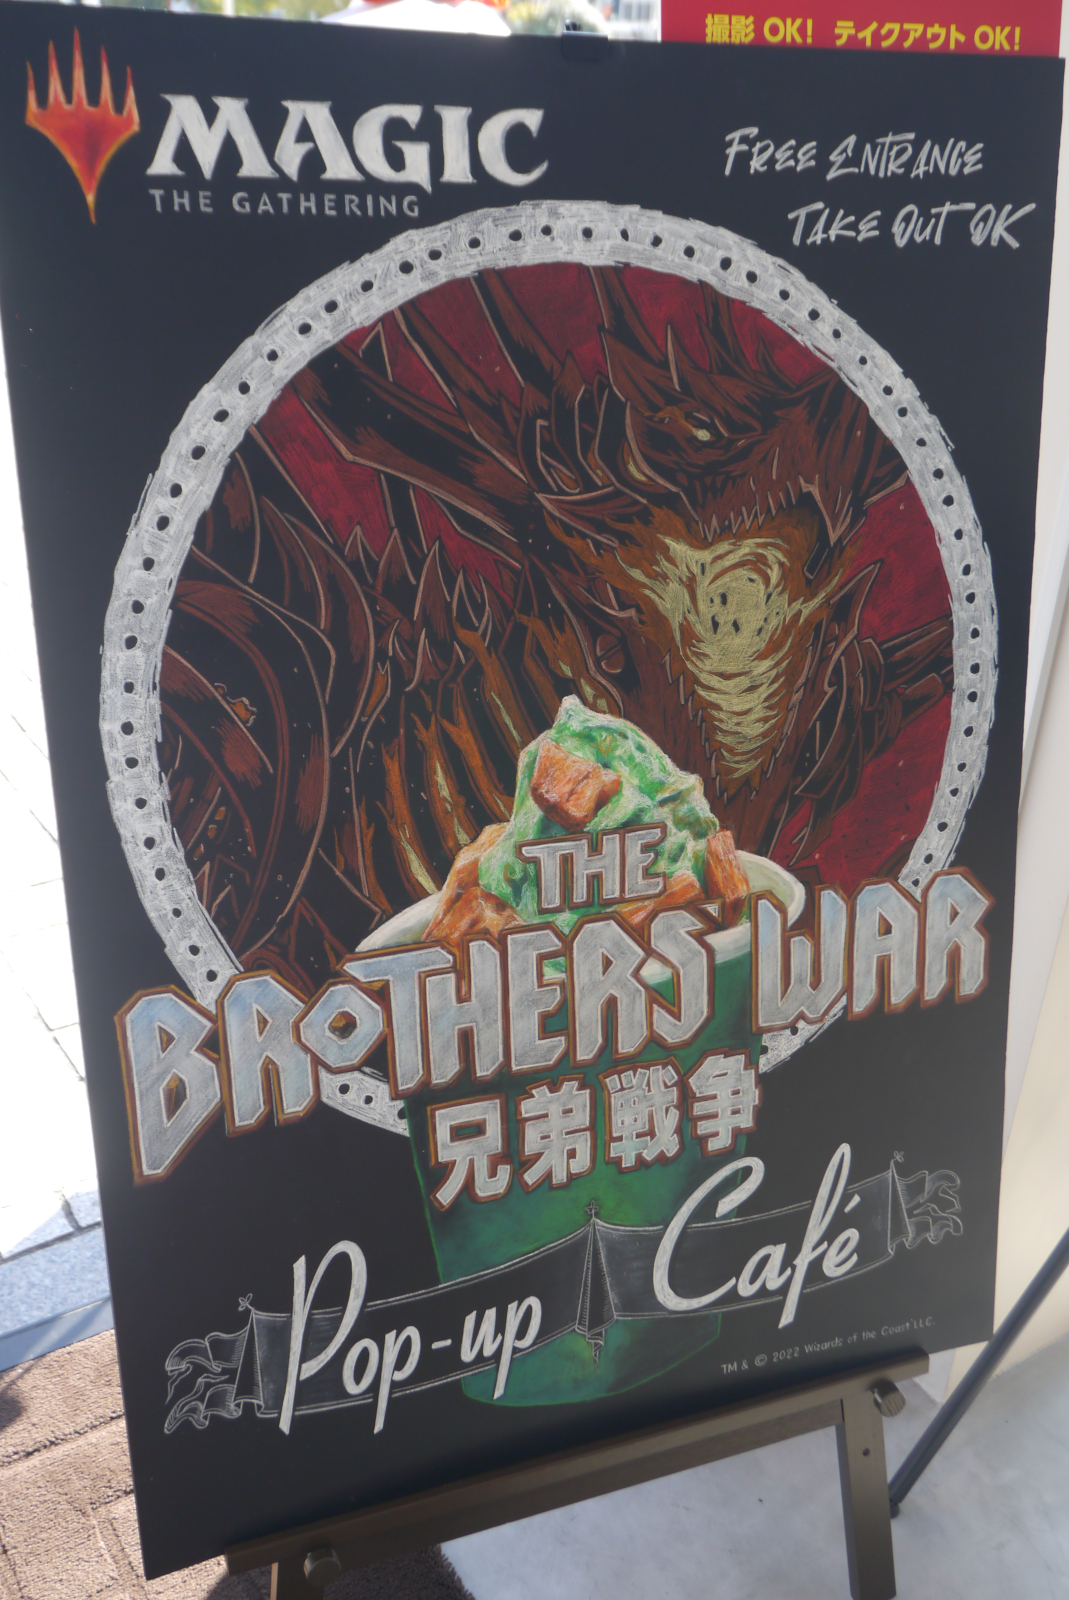 撮影 OK! テイクアウト OK!
MAGIC
THE GATHERING
FREE ENTRANCE
TAKE OUT OK
THE
BROTHERS' WAR
兄弟戦争
Pop-up Café
TM & © 2022 Wizards of the Coast LLC.